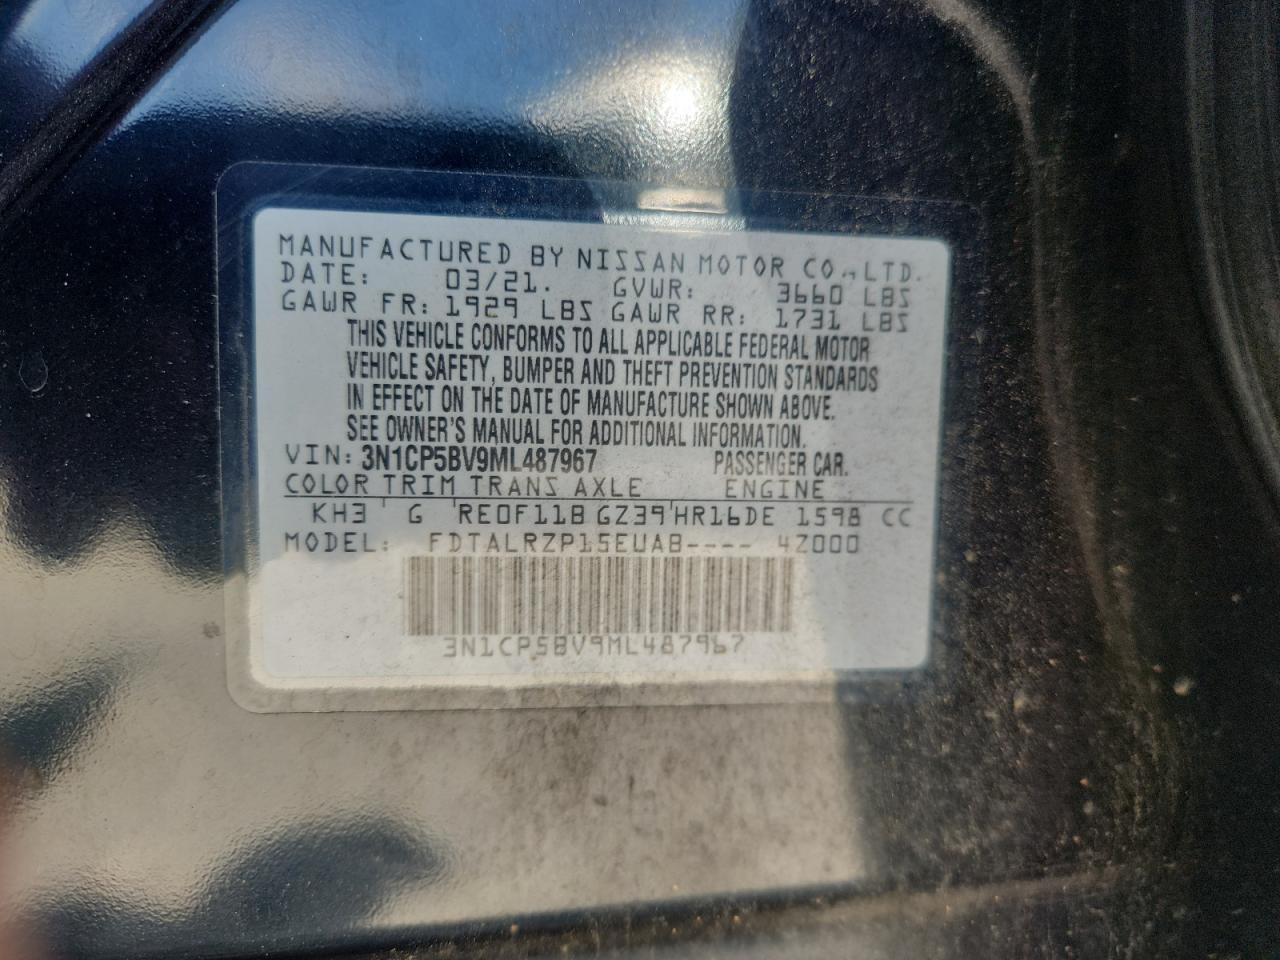 MANUFACTURED BY NISSAN MOTOR CO.,LTD.
DATE: 03/21. GVWR: 3660 LBS
GAWR FR: 1929 LBS GAWR RR: 1731 LBS
THIS VEHICLE CONFORMS TO ALL APPLICABLE FEDERAL MOTOR
VEHICLE SAFETY, BUMPER AND THEFT PREVENTION STANDARDS
IN EFFECT ON THE DATE OF MANUFACTURE SHOWN ABOVE.
SEE OWNER'S MANUAL FOR ADDITIONAL INFORMATION.
VIN: 3N1CP5BV9ML487967 PASSENGER CAR.
COLOR TRIM TRANS AXLE ENGINE
KH3 G RE0F11B GZ39 HR16DE 1598 CC
MODEL: FDTALRZP15EUAB---- 4Z000
3N1CP5BV9ML487967